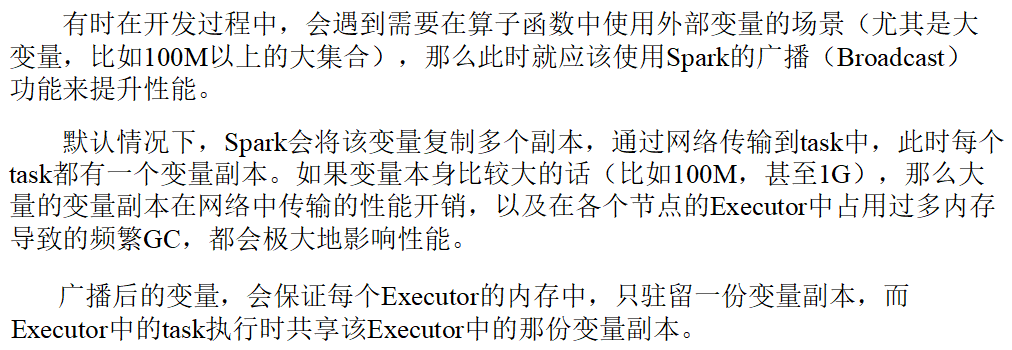 有时在开发过程中，会遇到需要在算子函数中使用外部变量的场景（尤其是大
变量，比如100M以上的大集合），那么此时就应该使用Spark的广播（Broadcast）
功能来提升性能。
默认情况下，Spark会将该变量复制多个副本，通过网络传输到task中，此时每个
task都有一个变量副本。如果变量本身比较大的话（比如100M，甚至1G），那么大
量的变量副本在网络中传输的性能开销，以及在各个节点的Executor中占用过多内存
导致的频繁GC，都会极大地影响性能。
广播后的变量，会保证每个Executor的内存中，只驻留一份变量副本，而
Executor中的task执行时共享该Executor中的那份变量副本。